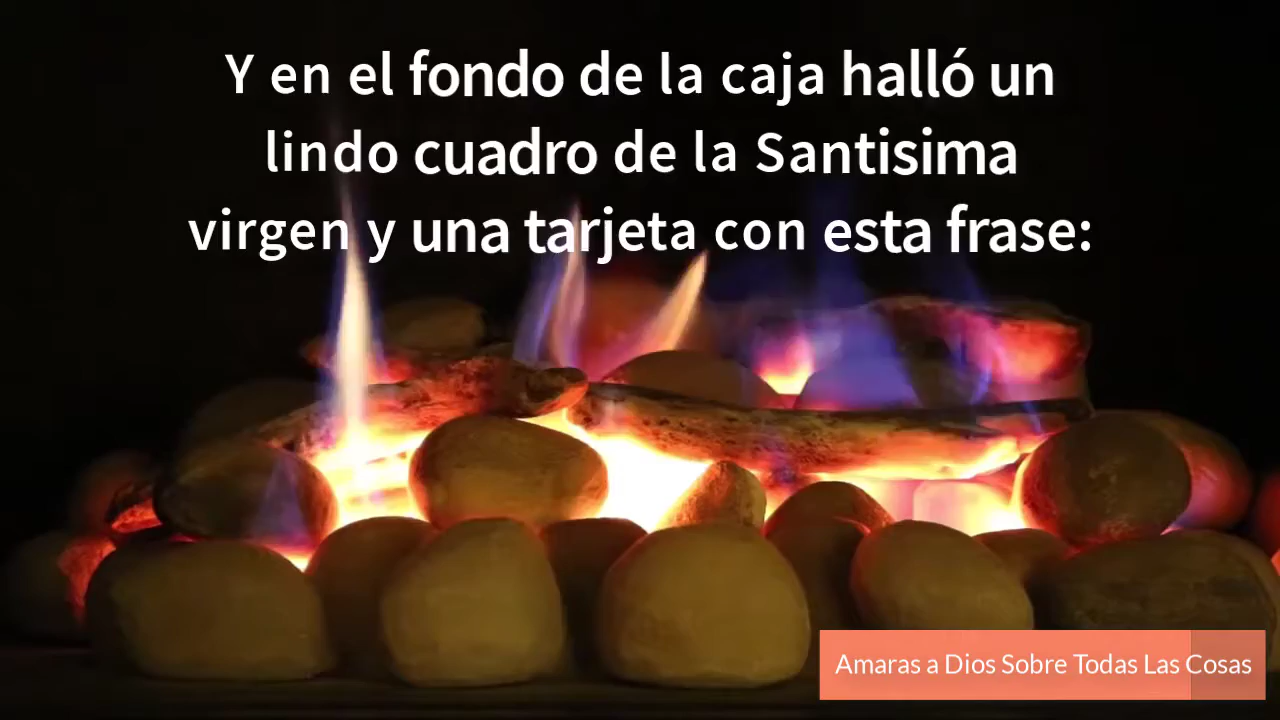 Y en el fondo de la caja halló un
lindo cuadro de la Santisima
virgen y una tarjeta con esta frase:
Amaras a Dios Sobre Todas Las Cosas